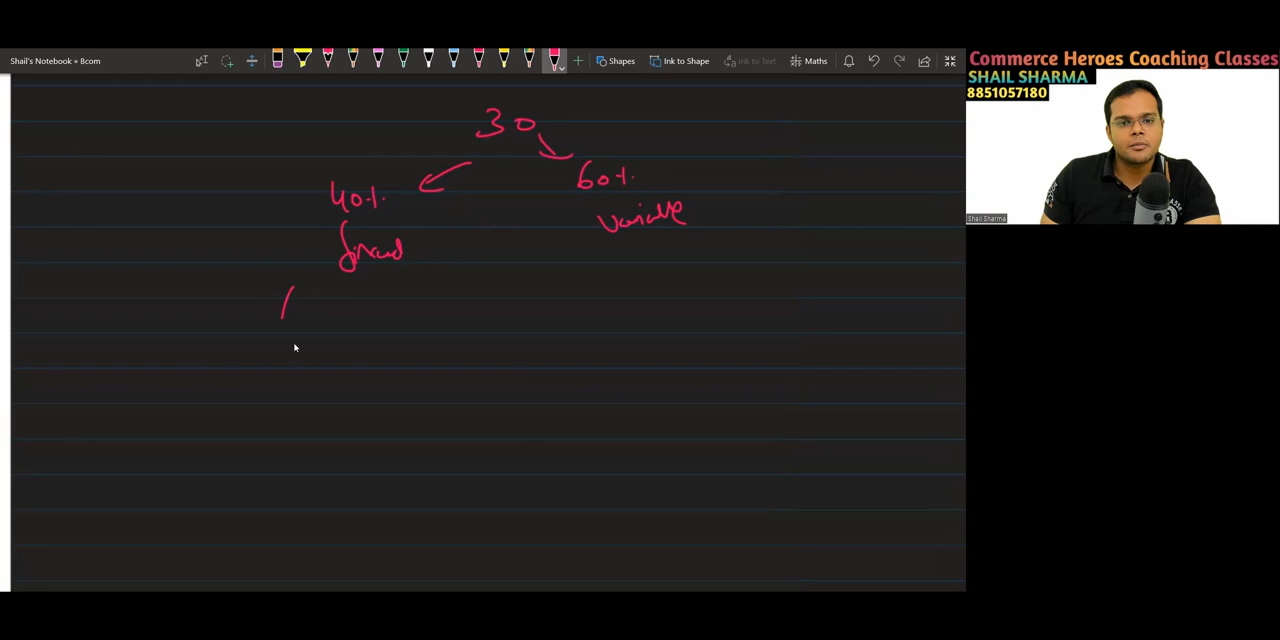 Commerce Heroes Coaching Classes
SHAIL SHARMA
8851057180
Shail's Notebook » Bcom
Shapes
Ink to Shape
Ink to Text
Maths
Shail Sharma
30
40%
60%
fixed
variable